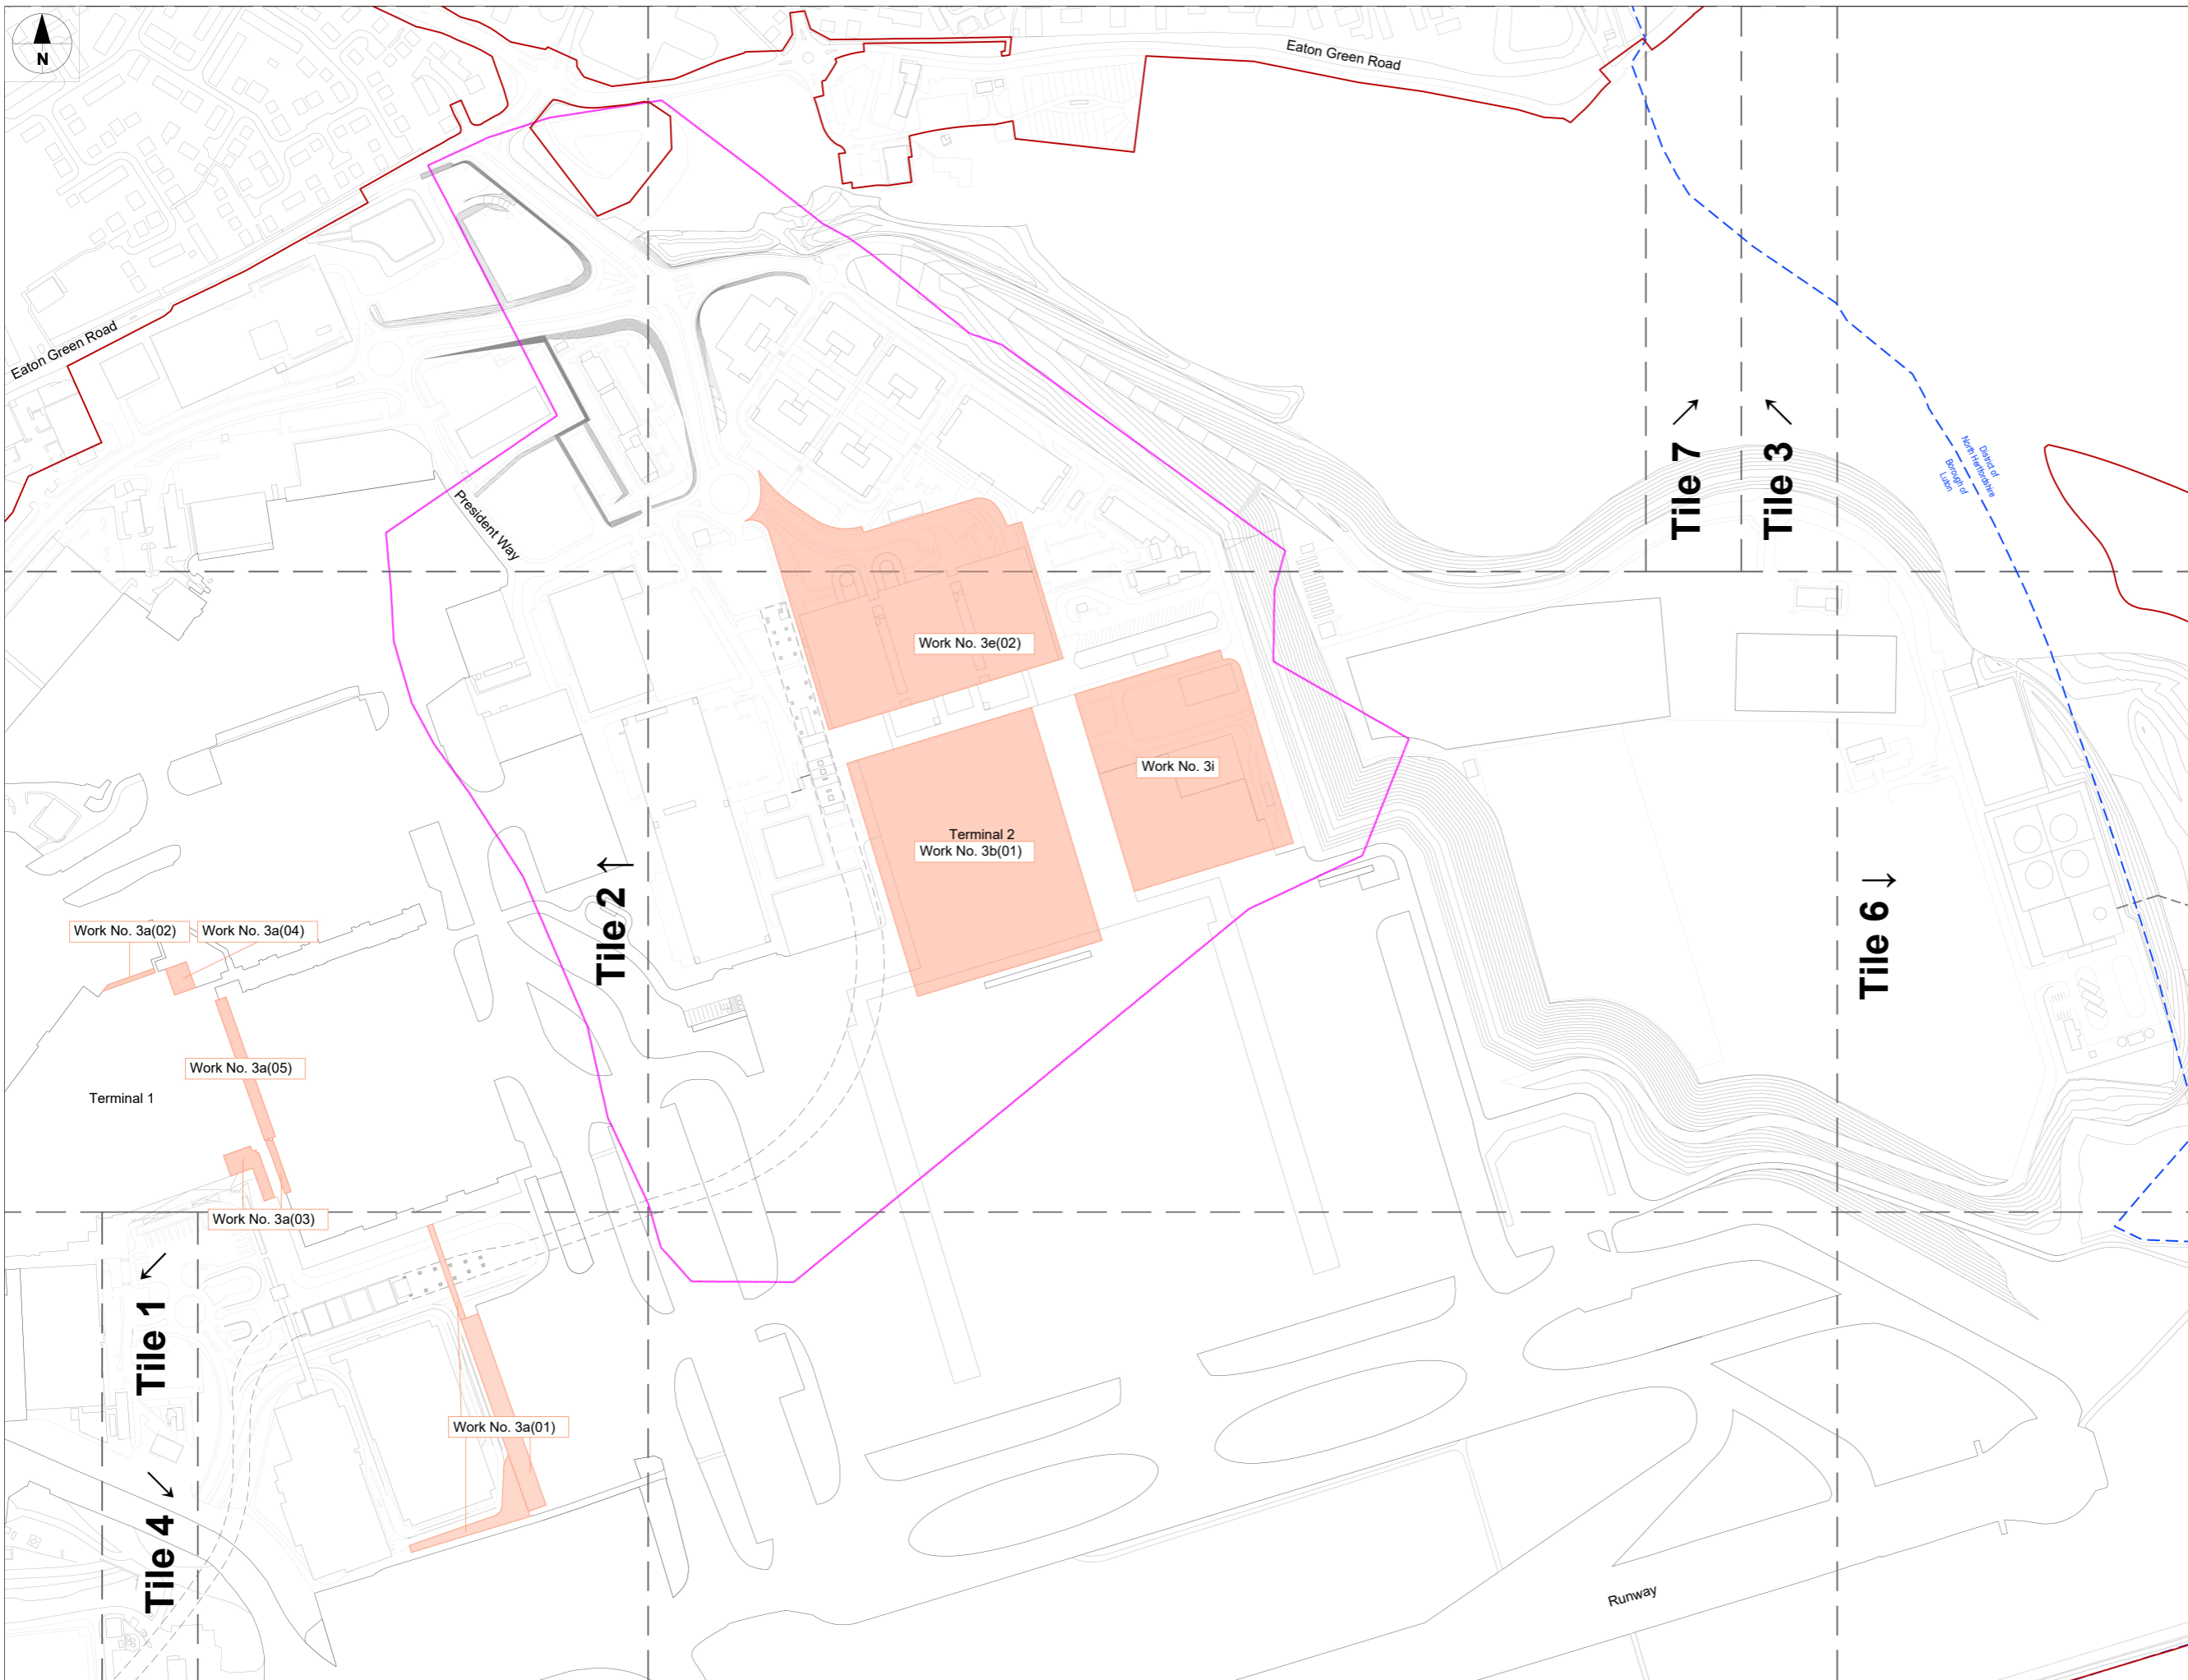 N
Eaton Green Road
Eaton Green Road
President Way
Tile 7
Tile 3
District of
North Hertfordshire
Borough of
Luton
Work No. 3e(02)
Work No. 3i
Terminal 2
Work No. 3b(01)
Tile 2
Tile 6
Work No. 3a(02)
Work No. 3a(04)
Work No. 3a(05)
Terminal 1
Work No. 3a(03)
Tile 1
Work No. 3a(01)
Tile 4
Runway